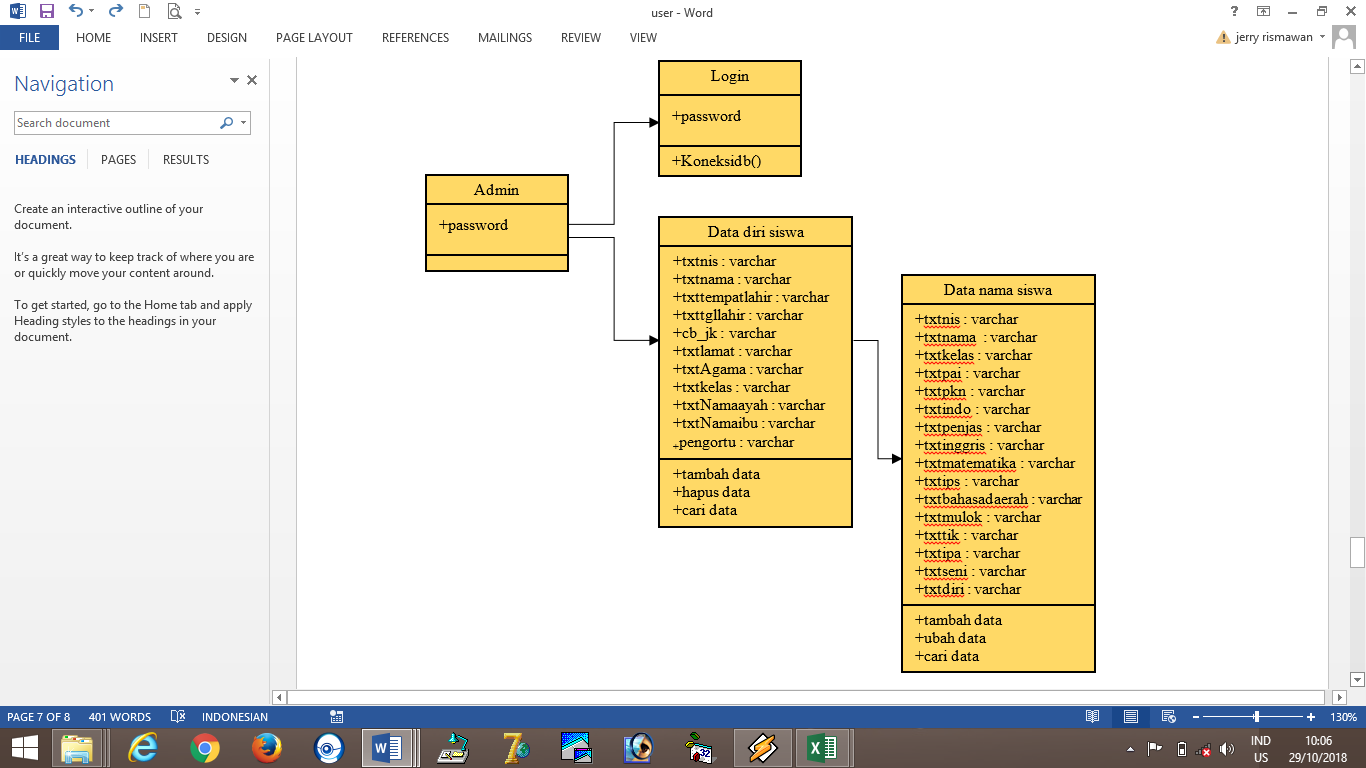 user - Word
?
FILE
HOME
INSERT
DESIGN
PAGE LAYOUT
REFERENCES
MAILINGS
REVIEW
VIEW
jerry rismawan
Navigation
Search document
HEADINGS
PAGES
RESULTS
Create an interactive outline of your
document.
It's a great way to keep track of where you are
or quickly move your content around.
To get started, go to the Home tab and apply
Heading styles to the headings in your
document.
Login
+password
+Koneksidb()
Admin
+password
Data diri siswa
+txtnis : varchar
+txtnama : varchar
+txttempatlahir : varchar
+txttgllahir : varchar
+cb_jk : varchar
+txtlamat : varchar
+txtAgama : varchar
+txtkelas : varchar
+txtNamaayah : varchar
+txtNamaibu : varchar
+pengortu : varchar
+tambah data
+hapus data
+cari data
Data nama siswa
+txtnis : varchar
+txtnama  : varchar
+txtkelas : varchar
+txtpai : varchar
+txtpkn : varchar
+txtindo : varchar
+txtpenjas : varchar
+txtinggris : varchar
+txtmatematika : varchar
+txtips : varchar
+txtbahasadaerah : varchar
+txtmulok : varchar
+txttik : varchar
+txtipa : varchar
+txtseni : varchar
+txtdiri : varchar
+tambah data
+ubah data
+cari data
PAGE 7 OF 8
401 WORDS
INDONESIAN
130%
32
IND
US
10:06
29/10/2018